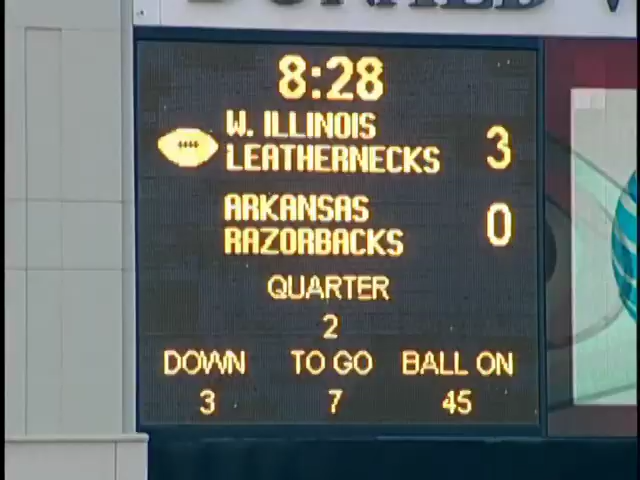 8:28
W. ILLINOIS
LEATHERNECKS 3
ARKANSAS
RAZORBACKS 0
QUARTER
2
DOWN TO GO BALL ON
3 7 45